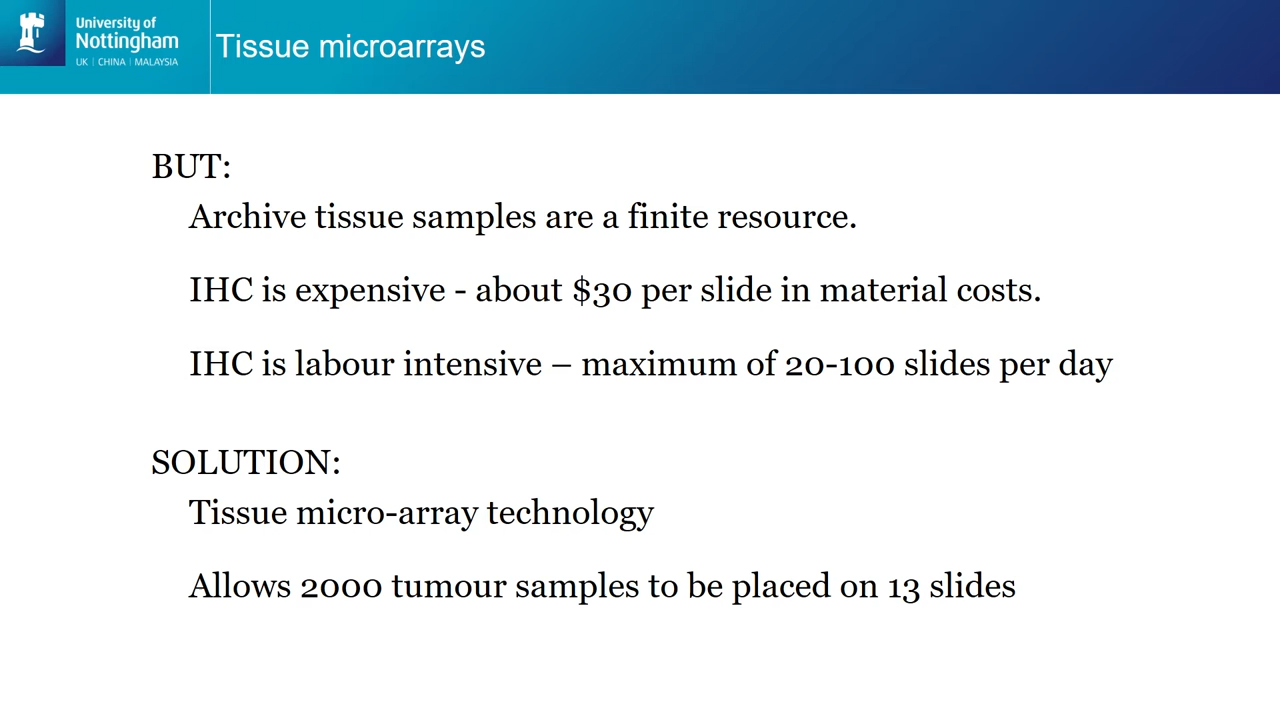 University of
Nottingham
UK | CHINA | MALAYSIA
Tissue microarrays
BUT:
Archive tissue samples are a finite resource.
IHC is expensive - about $30 per slide in material costs.
IHC is labour intensive – maximum of 20-100 slides per day
SOLUTION:
Tissue micro-array technology
Allows 2000 tumour samples to be placed on 13 slides